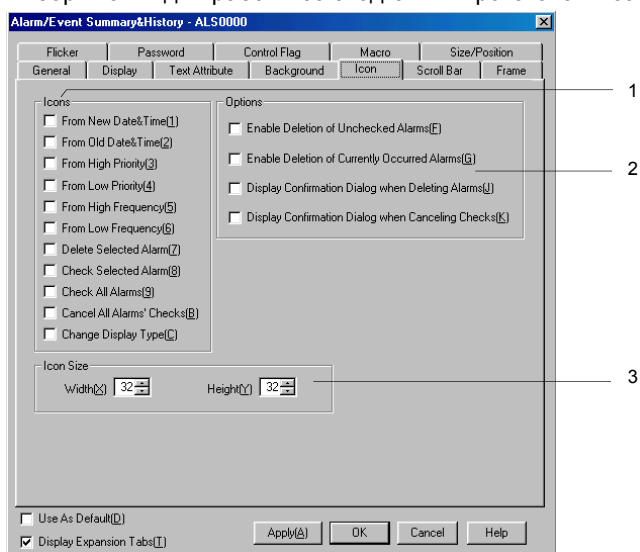 Alarm/Event Summary&History - ALS0000
Flicker Password Control Flag Macro Size/Position
General Display Text Attribute Background Icon Scroll Bar Frame
Icons
From New Date&Time(1)
From Old Date&Time(2)
From High Priority(3)
From Low Priority(4)
From High Frequency(5)
From Low Frequency(6)
Delete Selected Alarm(7)
Check Selected Alarm(8)
Check All Alarms(9)
Cancel All Alarms' Checks(B)
Change Display Type(C)
Options
Enable Deletion of Unchecked Alarms(F)
Enable Deletion of Currently Occurred Alarms(G)
Display Confirmation Dialog when Deleting Alarms(J)
Display Confirmation Dialog when Canceling Checks(K)
1
2
Icon Size
Width(X) 32 Height(Y) 32
3
Use As Default(D)
Display Expansion Tabs(T)
Apply(A) OK Cancel Help